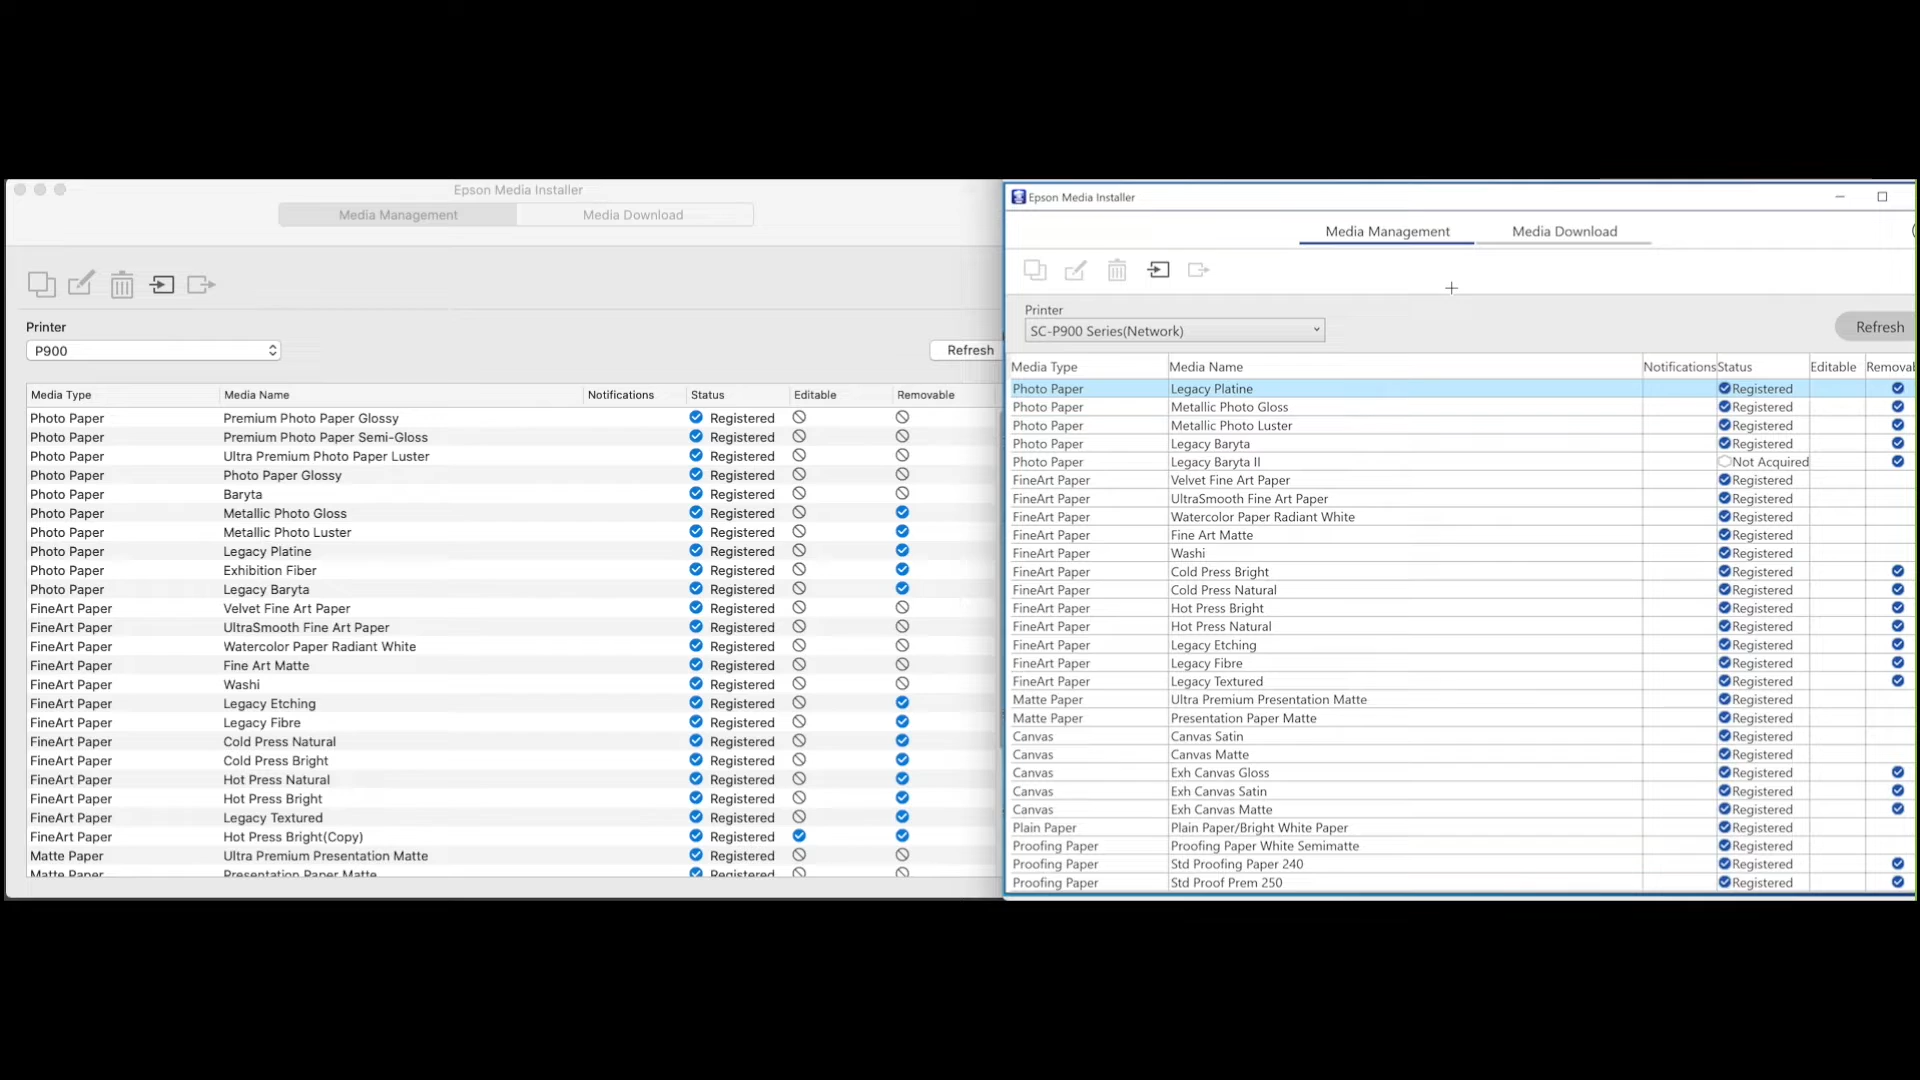 Epson Media Installer
Media Management Media Download
Printer
P900
Refresh
Media Type Media Name Notifications Status Editable Removable
Photo Paper Premium Photo Paper Glossy Registered
Photo Paper Premium Photo Paper Semi-Gloss Registered
Photo Paper Ultra Premium Photo Paper Luster Registered
Photo Paper Photo Paper Glossy Registered
Photo Paper Baryta Registered
Photo Paper Metallic Photo Gloss Registered
Photo Paper Metallic Photo Luster Registered
Photo Paper Legacy Platine Registered
Photo Paper Exhibition Fiber Registered
Photo Paper Legacy Baryta Registered
FineArt Paper Velvet Fine Art Paper Registered
FineArt Paper UltraSmooth Fine Art Paper Registered
FineArt Paper Watercolor Paper Radiant White Registered
FineArt Paper Fine Art Matte Registered
FineArt Paper Washi Registered
FineArt Paper Legacy Etching Registered
FineArt Paper Legacy Fibre Registered
FineArt Paper Cold Press Natural Registered
FineArt Paper Cold Press Bright Registered
FineArt Paper Hot Press Natural Registered
FineArt Paper Hot Press Bright Registered
FineArt Paper Legacy Textured Registered
FineArt Paper Hot Press Bright(Copy) Registered
Matte Paper Ultra Premium Presentation Matte Registered
Matte Paper Presentation Paper Matte Registered
Epson Media Installer
Media Management Media Download
Printer
SC-P900 Series(Network)
Refresh
Media Type Media Name Notifications Status Editable Removab
Photo Paper Legacy Platine Registered
Photo Paper Metallic Photo Gloss Registered
Photo Paper Metallic Photo Luster Registered
Photo Paper Legacy Baryta Registered
Photo Paper Legacy Baryta II Not Acquired
FineArt Paper Velvet Fine Art Paper Registered
FineArt Paper UltraSmooth Fine Art Paper Registered
FineArt Paper Watercolor Paper Radiant White Registered
FineArt Paper Fine Art Matte Registered
FineArt Paper Washi Registered
FineArt Paper Cold Press Bright Registered
FineArt Paper Cold Press Natural Registered
FineArt Paper Hot Press Bright Registered
FineArt Paper Hot Press Natural Registered
FineArt Paper Legacy Etching Registered
FineArt Paper Legacy Fibre Registered
FineArt Paper Legacy Textured Registered
Matte Paper Ultra Premium Presentation Matte Registered
Matte Paper Presentation Paper Matte Registered
Canvas Canvas Satin Registered
Canvas Canvas Matte Registered
Canvas Exh Canvas Gloss Registered
Canvas Exh Canvas Satin Registered
Canvas Exh Canvas Matte Registered
Plain Paper Plain Paper/Bright White Paper Registered
Proofing Paper Proofing Paper White Semimatte Registered
Proofing Paper Std Proofing Paper 240 Registered
Proofing Paper Std Proof Prem 250 Registered